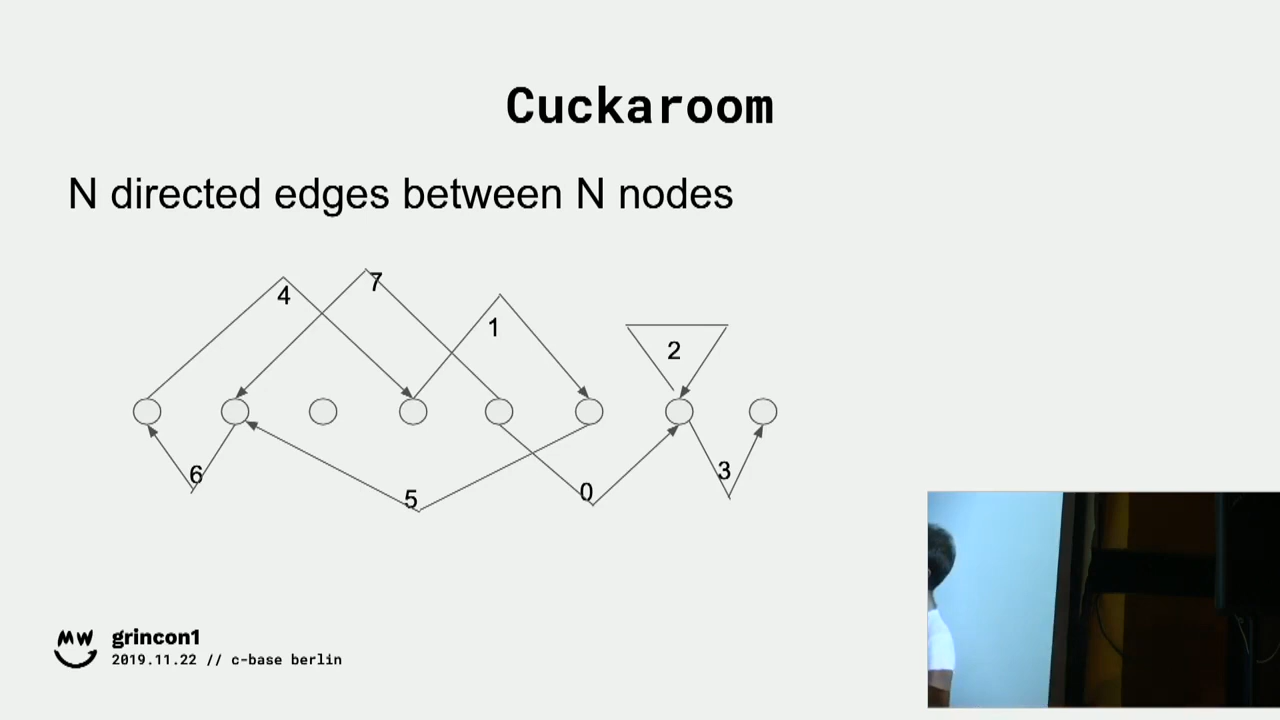 Cuckaroom
N directed edges between N nodes
4
7
1
2
6
5
0
3
MW
grincon1
2019.11.22 // c-base berlin